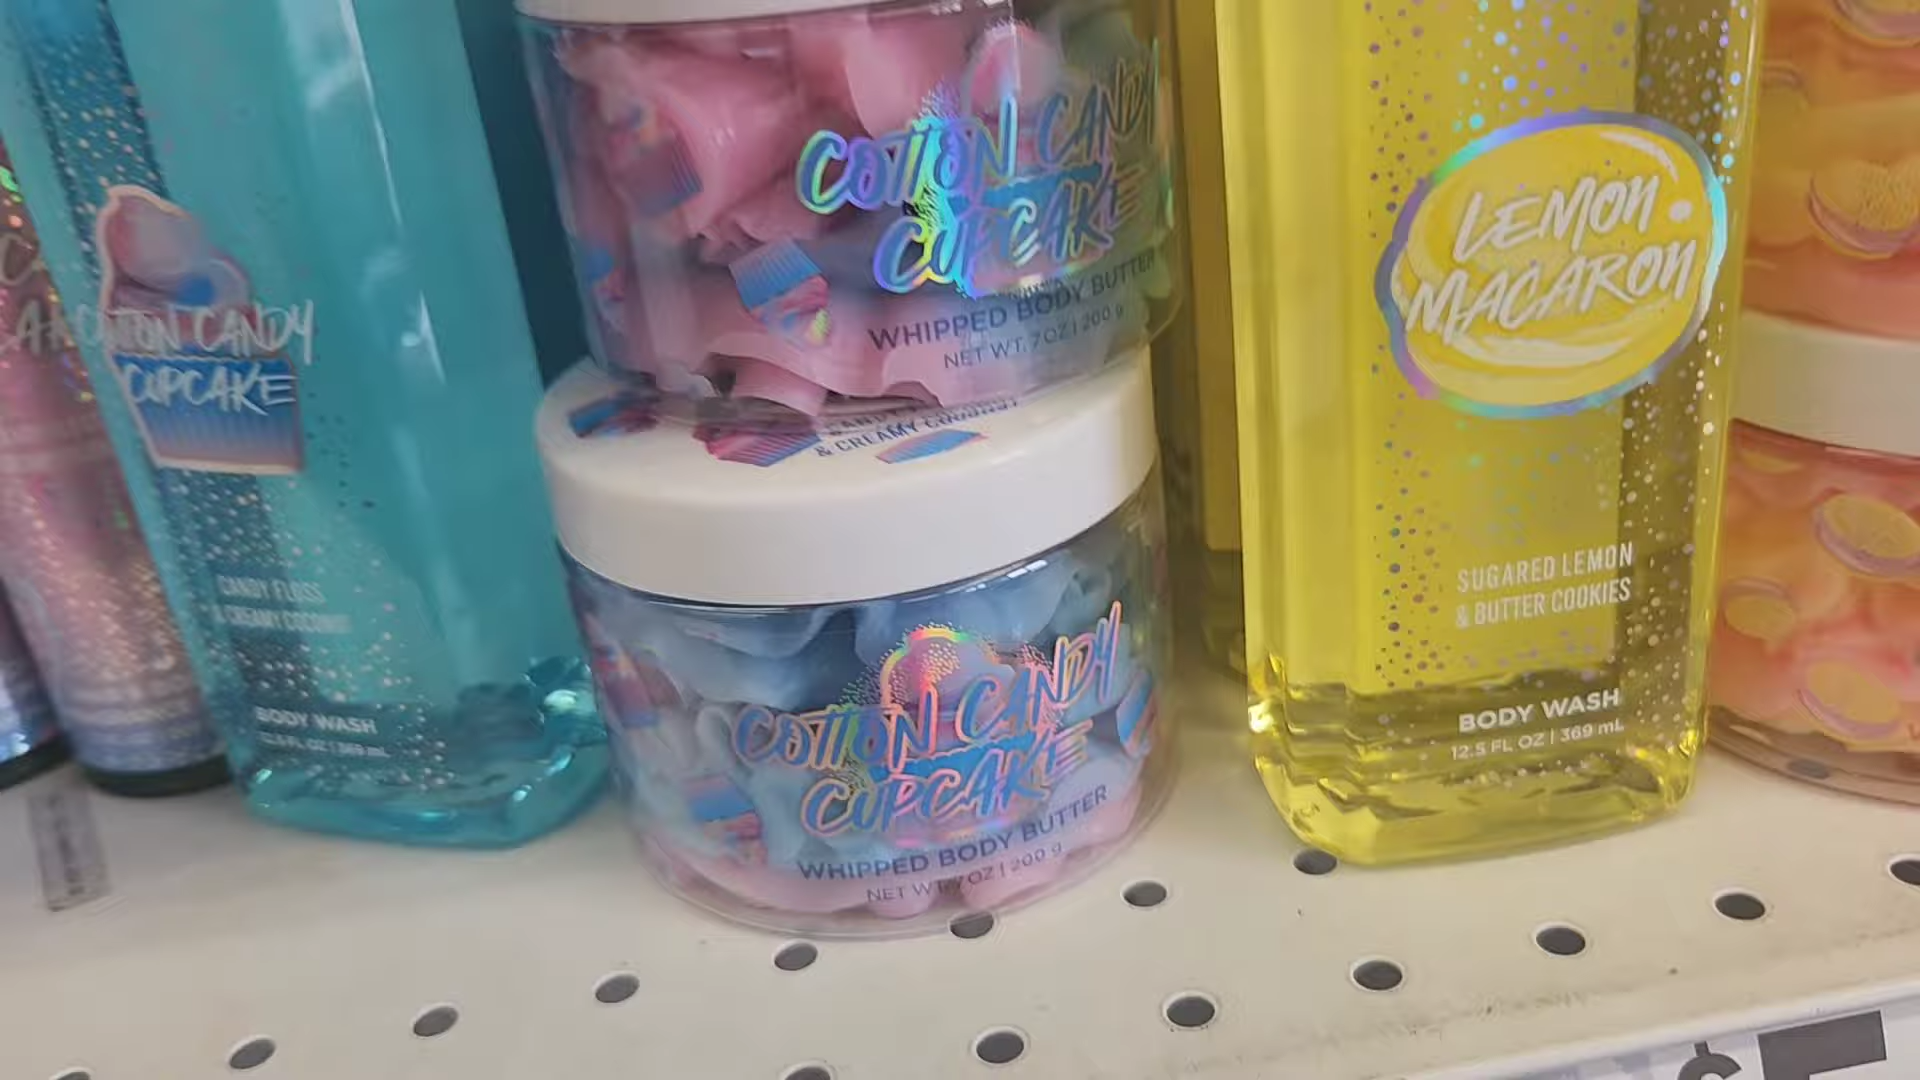 COTTON CANDY
CUPCAKE
CANDY FLOSS
& CREAMY COCONUT
BODY WASH
12.5 FL OZ | 369 mL
COTTON CANDY
CUPCAKE
WHIPPED BODY BUTTER
NET WT. 7 OZ | 200 g
& CREAMY COCONUT
COTTON CANDY
CUPCAKE
WHIPPED BODY BUTTER
NET WT. 7 OZ | 200 g
LEMON
MACARON
SUGARED LEMON
& BUTTER COOKIES
BODY WASH
12.5 FL OZ | 369 mL
$